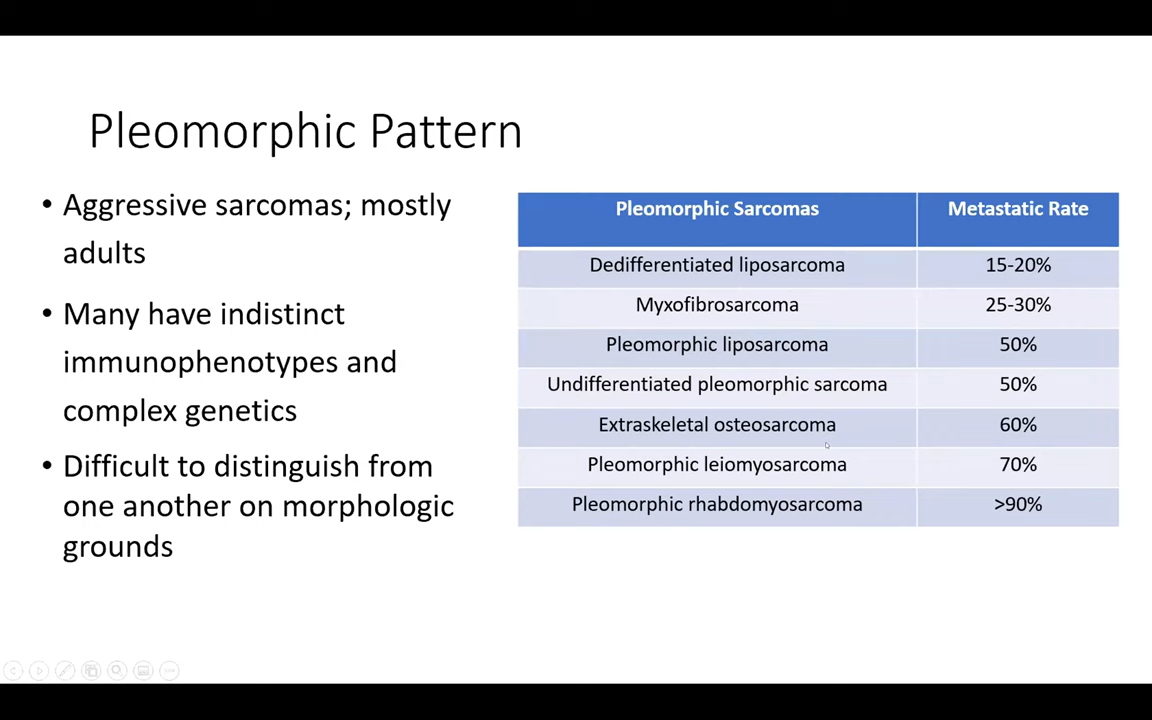 Pleomorphic Pattern
• Aggressive sarcomas; mostly
adults
• Many have indistinct
immunophenotypes and
complex genetics
• Difficult to distinguish from
one another on morphologic
grounds
Pleomorphic Sarcomas Metastatic Rate
Dedifferentiated liposarcoma 15-20%
Myxofibrosarcoma 25-30%
Pleomorphic liposarcoma 50%
Undifferentiated pleomorphic sarcoma 50%
Extraskeletal osteosarcoma 60%
Pleomorphic leiomyosarcoma 70%
Pleomorphic rhabdomyosarcoma >90%